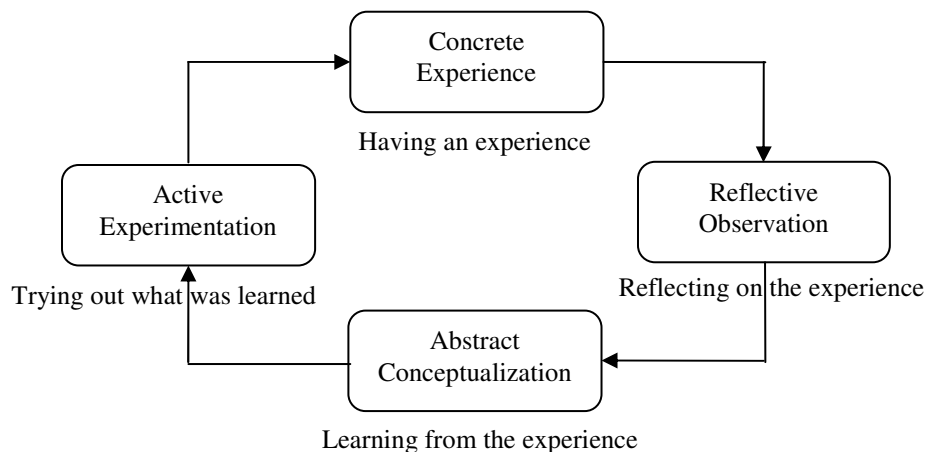 Concrete
Experience
Having an experience
Active
Experimentation
Reflective
Observation
Trying out what was learned
Reflecting on the experience
Abstract
Conceptualization
Learning from the experience